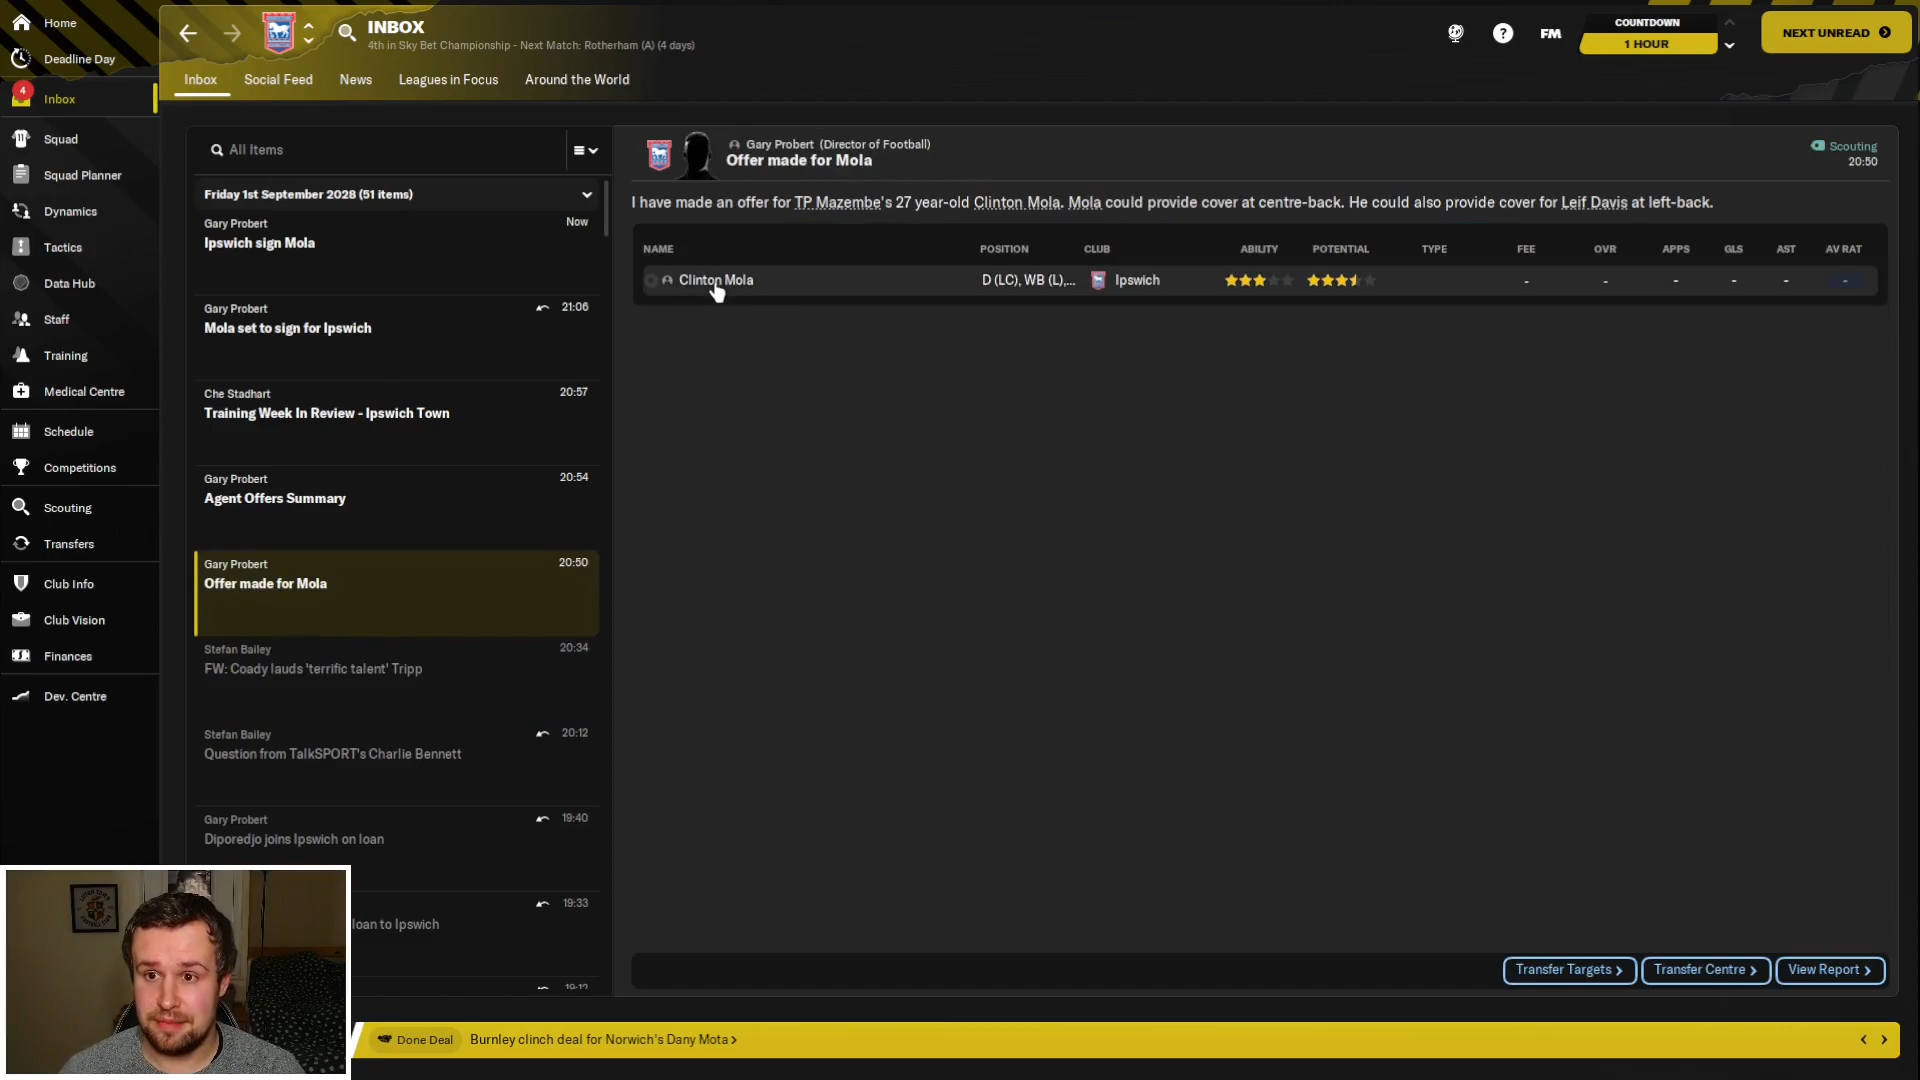 Home
Deadline Day
4
Inbox
Squad
Squad Planner
Dynamics
Tactics
Data Hub
Staff
Training
Medical Centre
Schedule
Competitions
Scouting
Transfers
Club Info
Club Vision
Finances
Dev. Centre
INBOX
4th in Sky Bet Championship - Next Match: Rotherham (A) (4 days)
FM
COUNTDOWN
1 HOUR
NEXT UNREAD
Inbox
Social Feed
News
Leagues in Focus
Around the World
All Items
Friday 1st September 2028 (51 items)
Gary Probert
Now
Ipswich sign Mola
Gary Probert
21:06
Mola set to sign for Ipswich
Che Stadhart
20:57
Training Week In Review - Ipswich Town
Gary Probert
20:54
Agent Offers Summary
Gary Probert
20:50
Offer made for Mola
Stefan Bailey
20:34
FW: Coady lauds 'terrific talent' Tripp
Stefan Bailey
20:12
Question from TalkSPORT's Charlie Bennett
Gary Probert
19:40
Diporedjo joins Ipswich on loan
19:33
loan to Ipswich
19:12
Gary Probert (Director of Football)
Offer made for Mola
Scouting
20:50
I have made an offer for TP Mazembe's 27 year-old Clinton Mola. Mola could provide cover at centre-back. He could also provide cover for Leif Davis at left-back.
NAME POSITION CLUB ABILITY POTENTIAL TYPE FEE OVR APPS GLS AST AV RAT
Clinton Mola D (LC), WB (L),... Ipswich - - - - - -
Transfer Targets
Transfer Centre
View Report
Done Deal
Burnley clinch deal for Norwich's Dany Mota